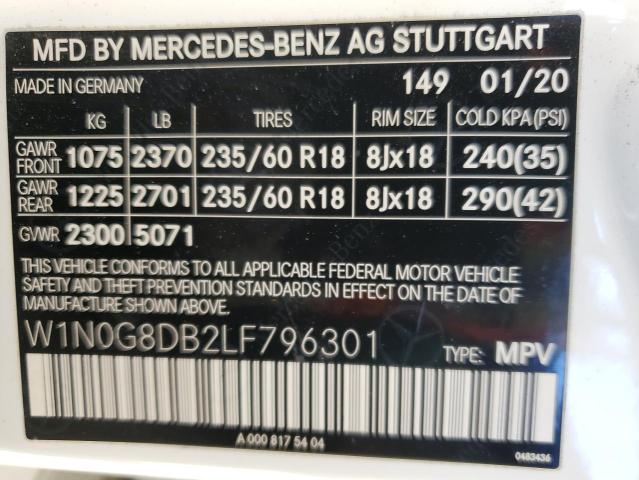 MFD BY MERCEDES-BENZ AG STUTTGART
MADE IN GERMANY 149 01/20
KG LB TIRES RIM SIZE COLD KPA(PSI)
GAWR FRONT 1075 2370 235/60 R18 8Jx18 240(35)
GAWR REAR 1225 2701 235/60 R18 8Jx18 290(42)
GVWR 2300 5071
THIS VEHICLE CONFORMS TO ALL APPLICABLE FEDERAL MOTOR VEHICLE
SAFETY AND THEFT PREVENTION STANDARDS IN EFFECT ON THE DATE OF
MANUFACTURE SHOWN ABOVE.
W1N0G8DB2LF796301 TYPE: MPV
A 000 817 54 04
0483436